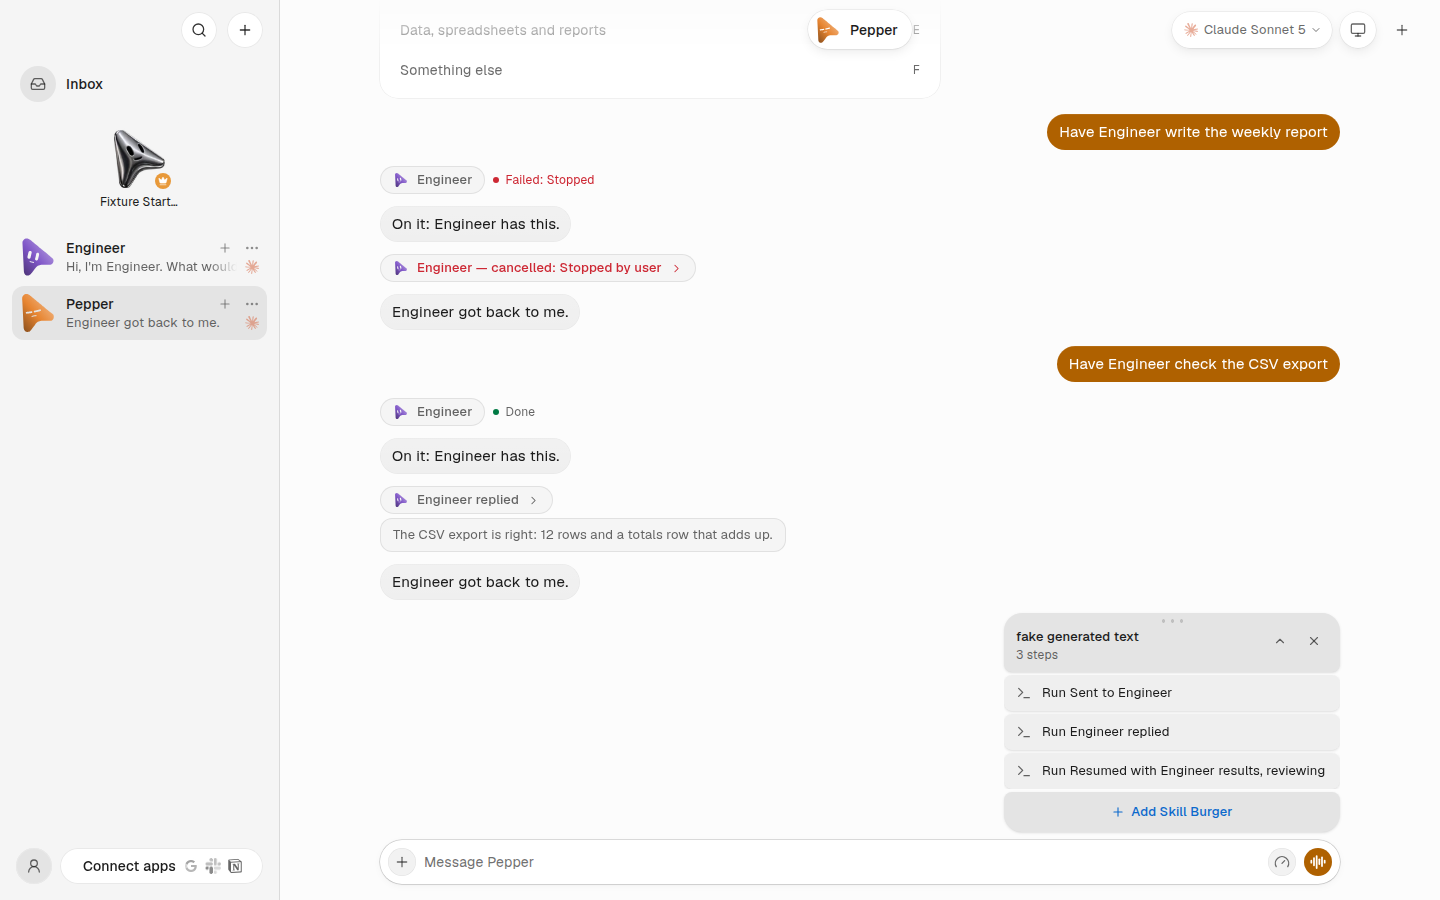 Inbox
Fixture Start...
Engineer
Hi, I'm Engineer. What woul
Pepper
Engineer got back to me.
Connect apps
Data, spreadsheets and reports E
Pepper
Claude Sonnet 5
Something else F
Have Engineer write the weekly report
Engineer Failed: Stopped
On it: Engineer has this.
Engineer — cancelled: Stopped by user
Engineer got back to me.
Have Engineer check the CSV export
Engineer Done
On it: Engineer has this.
Engineer replied
The CSV export is right: 12 rows and a totals row that adds up.
Engineer got back to me.
fake generated text
3 steps
Run Sent to Engineer
Run Engineer replied
Run Resumed with Engineer results, reviewing
Add Skill Burger
Message Pepper